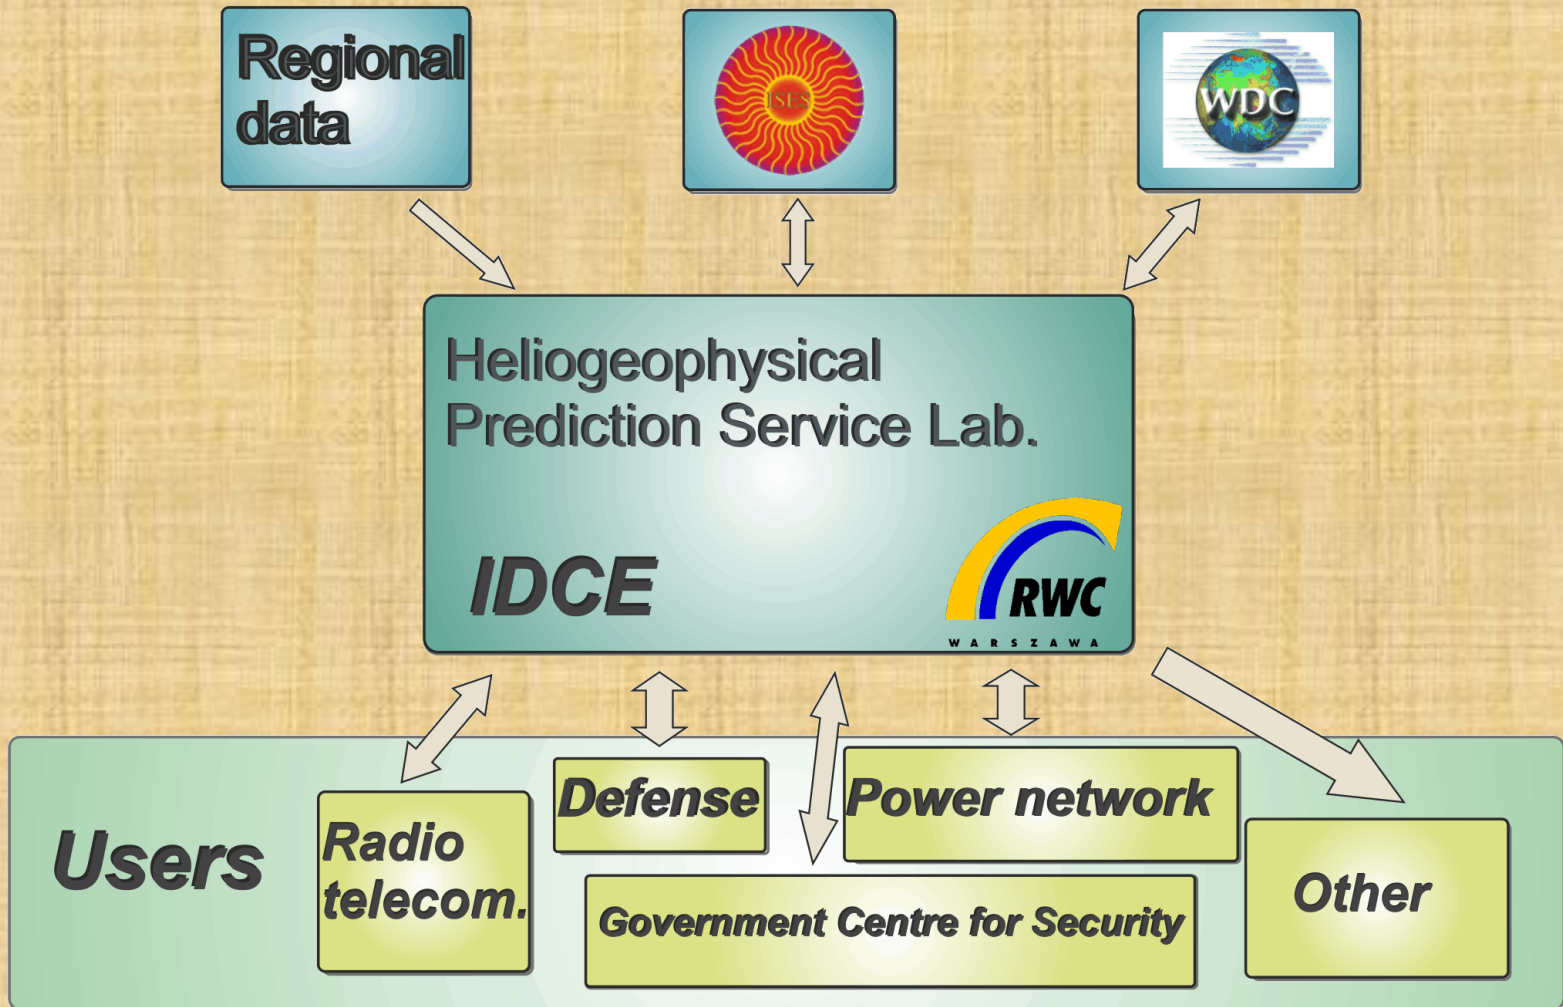 Regional
data
ISES
WDC
Heliogeophysical
Prediction Service Lab.
IDCE
RWC
WARSZAWA
Users
Radio
telecom.
Defense
Power network
Government Centre for Security
Other